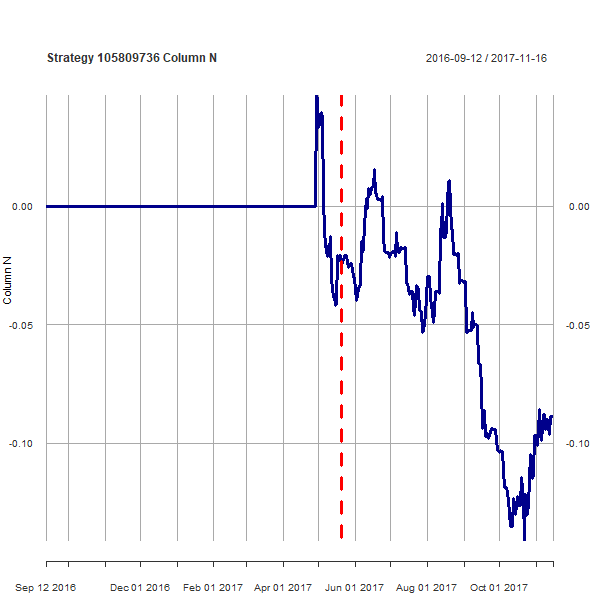 Strategy 105809736 Column N
2016-09-12 / 2017-11-16
Column N
0.00
0.00
-0.05
-0.05
-0.10
-0.10
Sep 12 2016
Dec 01 2016
Feb 01 2017
Apr 01 2017
Jun 01 2017
Aug 01 2017
Oct 01 2017